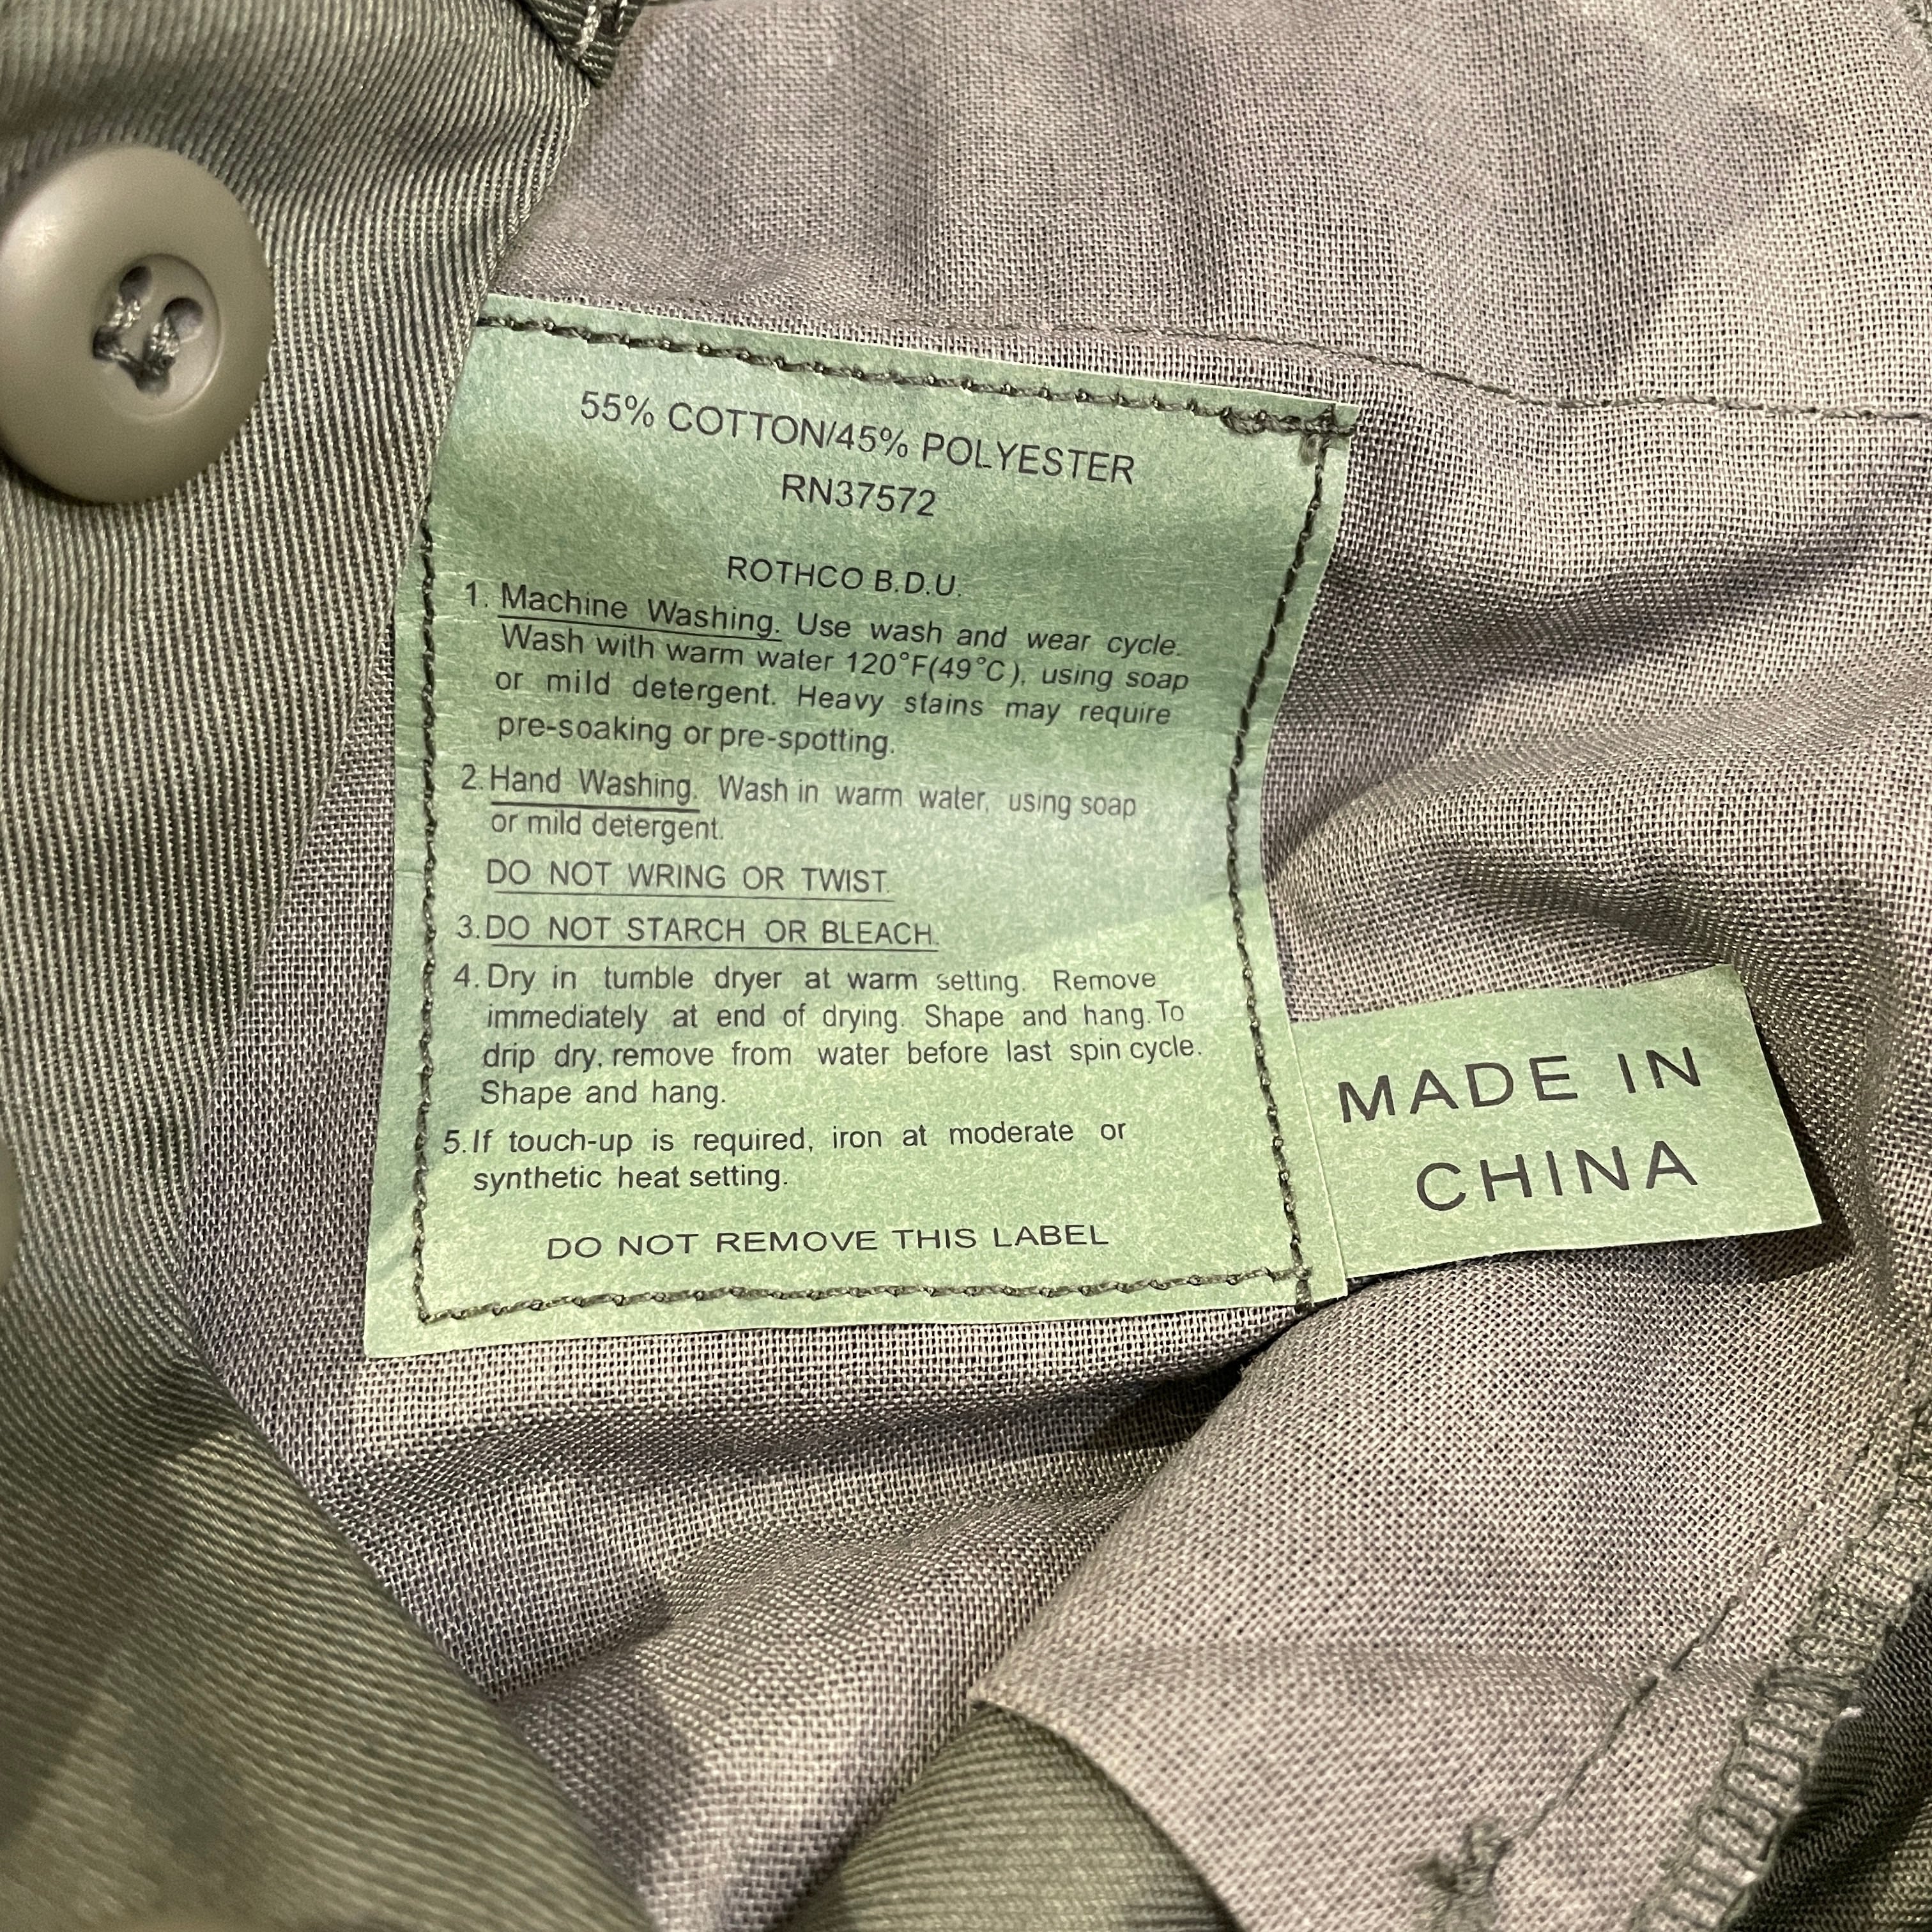 55% COTTON/45% POLYESTER
RN37572
ROTHCO B.D.U.
1. Machine Washing. Use wash and wear cycle.
Wash with warm water 120°F(49°C), using soap
or mild detergent. Heavy stains may require
pre-soaking or pre-spotting.
2. Hand Washing. Wash in warm water, using soap
or mild detergent.
DO NOT WRING OR TWIST.
3. DO NOT STARCH OR BLEACH.
4. Dry in tumble dryer at warm setting. Remove
immediately at end of drying. Shape and hang. To
drip dry, remove from water before last spin cycle.
Shape and hang.
5. If touch-up is required, iron at moderate or
synthetic heat setting.
DO NOT REMOVE THIS LABEL
MADE IN
CHINA